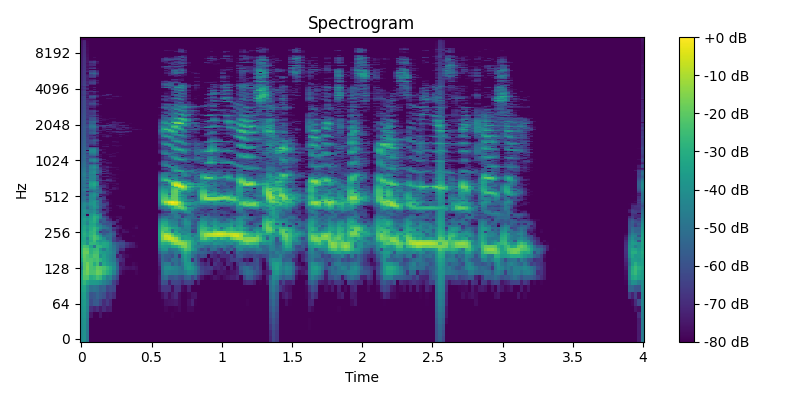 Spectrogram
Hz
8192
4096
2048
1024
512
256
128
64
0
0
0.5
1
1.5
2
2.5
3
3.5
4
Time
+0 dB
-10 dB
-20 dB
-30 dB
-40 dB
-50 dB
-60 dB
-70 dB
-80 dB